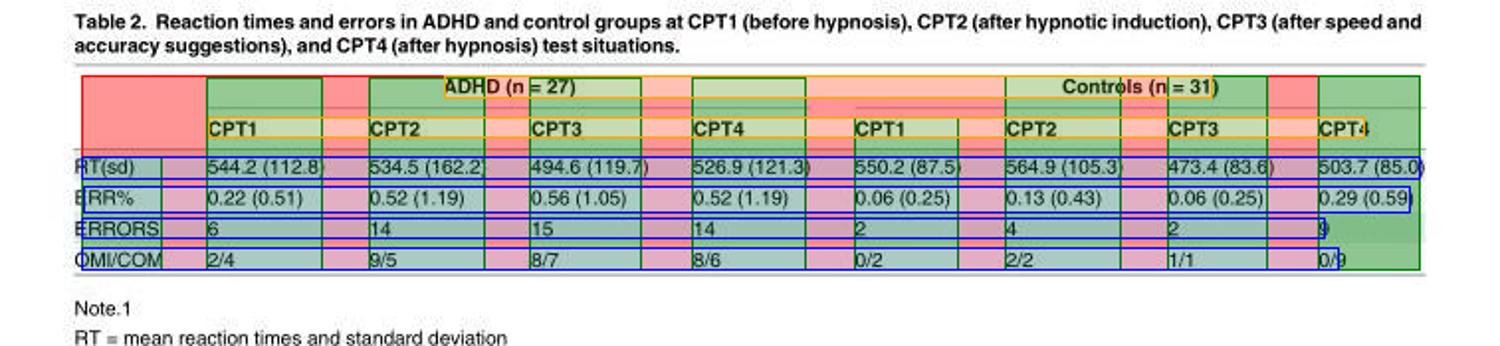 Table 2. Reaction times and errors in ADHD and control groups at CPT1 (before hypnosis), CPT2 (after hypnotic induction), CPT3 (after speed and
accuracy suggestions), and CPT4 (after hypnosis) test situations.
ADHD (n = 27) Controls (n = 31)
CPT1 CPT2 CPT3 CPT4 CPT1 CPT2 CPT3 CPT4
RT(sd) 544.2 (112.8) 534.5 (162.2) 494.6 (119.7) 526.9 (121.3) 550.2 (87.5) 564.9 (105.3) 473.4 (83.6) 503.7 (85.0)
ERR% 0.22 (0.51) 0.52 (1.19) 0.56 (1.05) 0.52 (1.19) 0.06 (0.25) 0.13 (0.43) 0.06 (0.25) 0.29 (0.59)
ERRORS 6 14 15 14 2 4 2 9
OMI/COM 2/4 9/5 8/7 8/6 0/2 2/2 1/1 0/9
Note.1
RT = mean reaction times and standard deviation